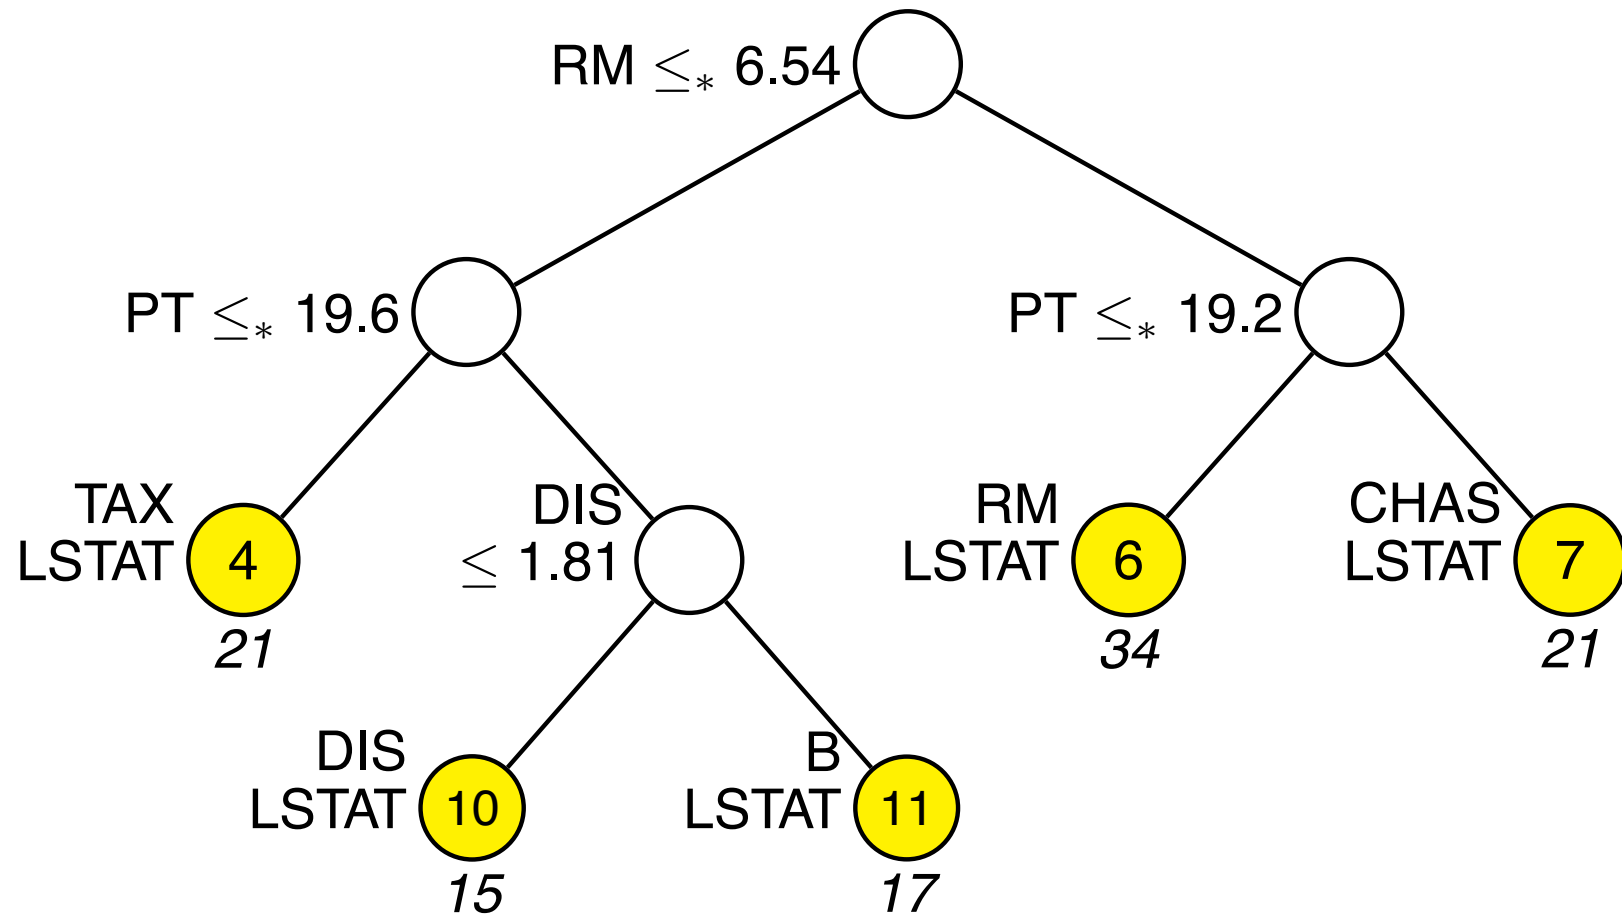 RM ≤* 6.54
PT ≤* 19.6
PT ≤* 19.2
TAX
LSTAT
4
21
DIS
≤ 1.81
RM
LSTAT
6
34
CHAS
LSTAT
7
21
DIS
LSTAT
10
15
B
LSTAT
11
17